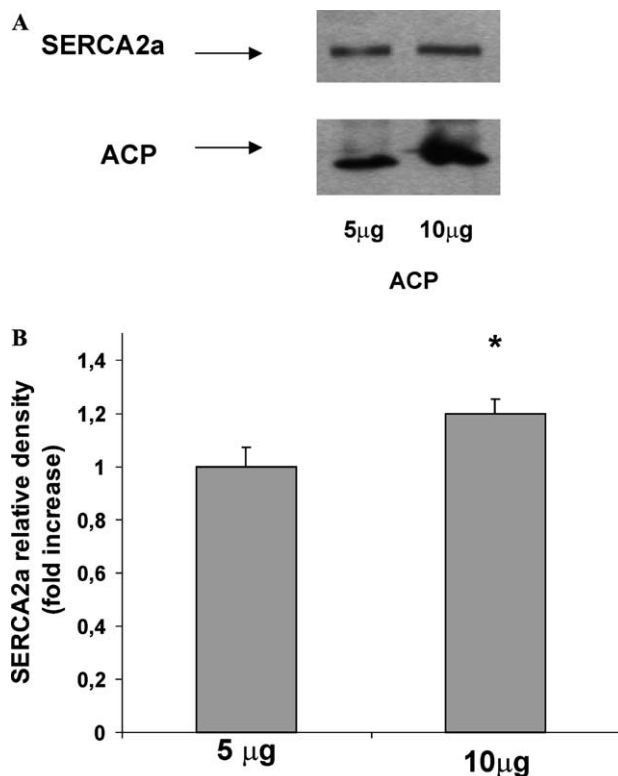 A
SERCA2a
ACP
5μg 10μg
ACP
B
SERCA2a relative density
(fold increase)
1,4
1,2
1
0,8
0,6
0,4
0,2
0
*
5 μg
10μg